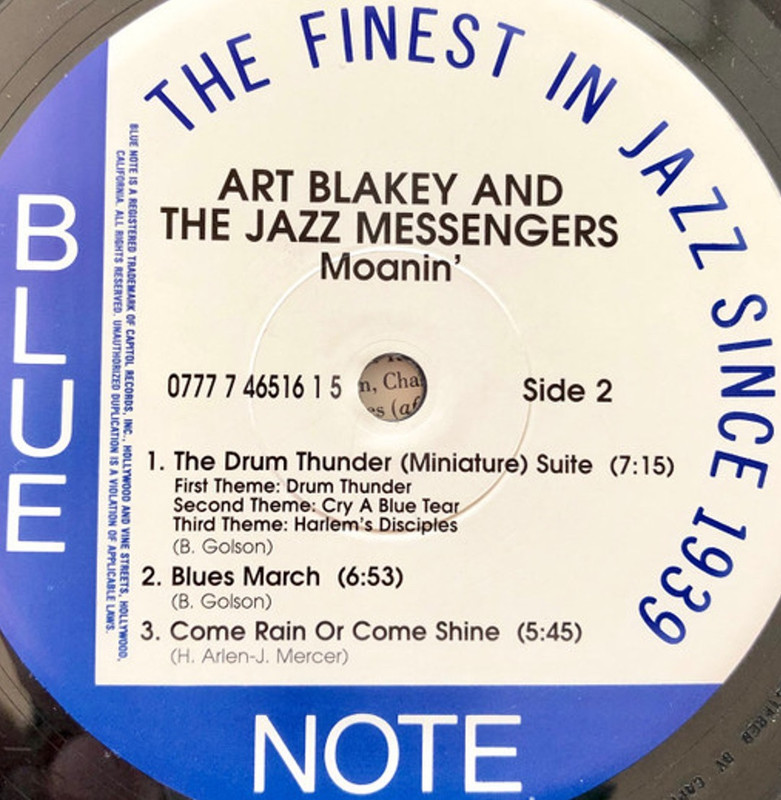 THE FINEST IN JAZZ SINCE 1939
BLUE
BLUE NOTE IS A REGISTERED TRADEMARK OF CAPITOL RECORDS, INC., HOLLYWOOD AND VINE STREETS, HOLLYWOOD,
CALIFORNIA. ALL RIGHTS RESERVED. UNAUTHORIZED DUPLICATION IS A VIOLATION OF APPLICABLE LAWS.
ART BLAKEY AND
THE JAZZ MESSENGERS
Moanin'
0777 7 46516 1 5
Side 2
1. The Drum Thunder (Miniature) Suite (7:15)
First Theme: Drum Thunder
Second Theme: Cry A Blue Tear
Third Theme: Harlem's Disciples
(B. Golson)
2. Blues March (6:53)
(B. Golson)
3. Come Rain Or Come Shine (5:45)
(H. Arlen-J. Mercer)
NOTE